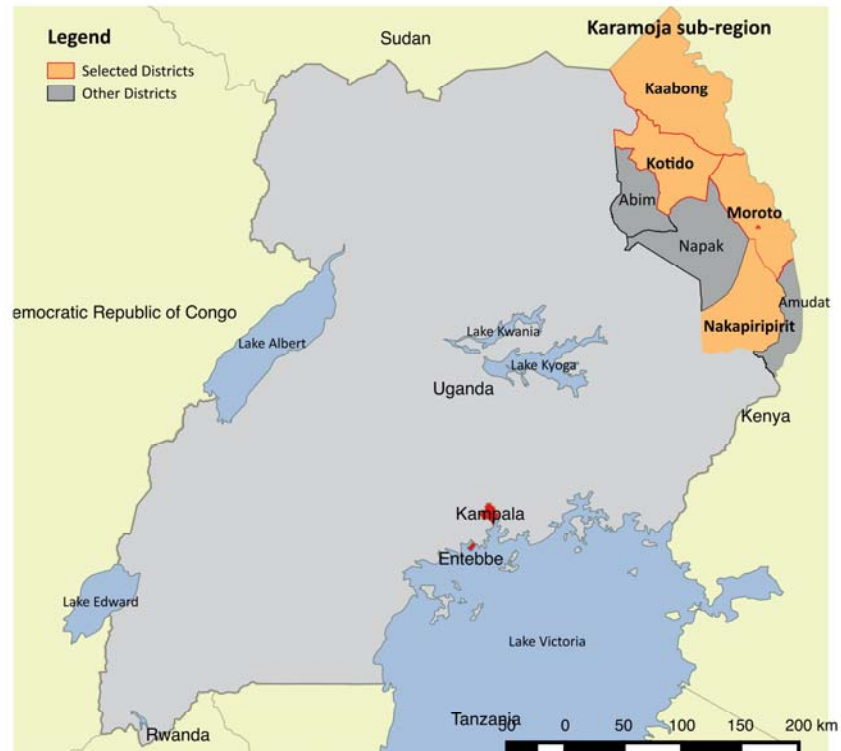 Sudan
Karamoja sub-region
Legend
Selected Districts
Other Districts
Kaabong
Kotido
Abim
Moroto
Napak
Amudat
Nakapiripirit
emocratic Republic of Congo
Lake Albert
Lake Kwania
Lake Kyoga
Uganda
Kenya
Kampala
Entebbe
Lake Edward
Lake Victoria
Tanzania
Rwanda
50 0 50 100 150 200 km